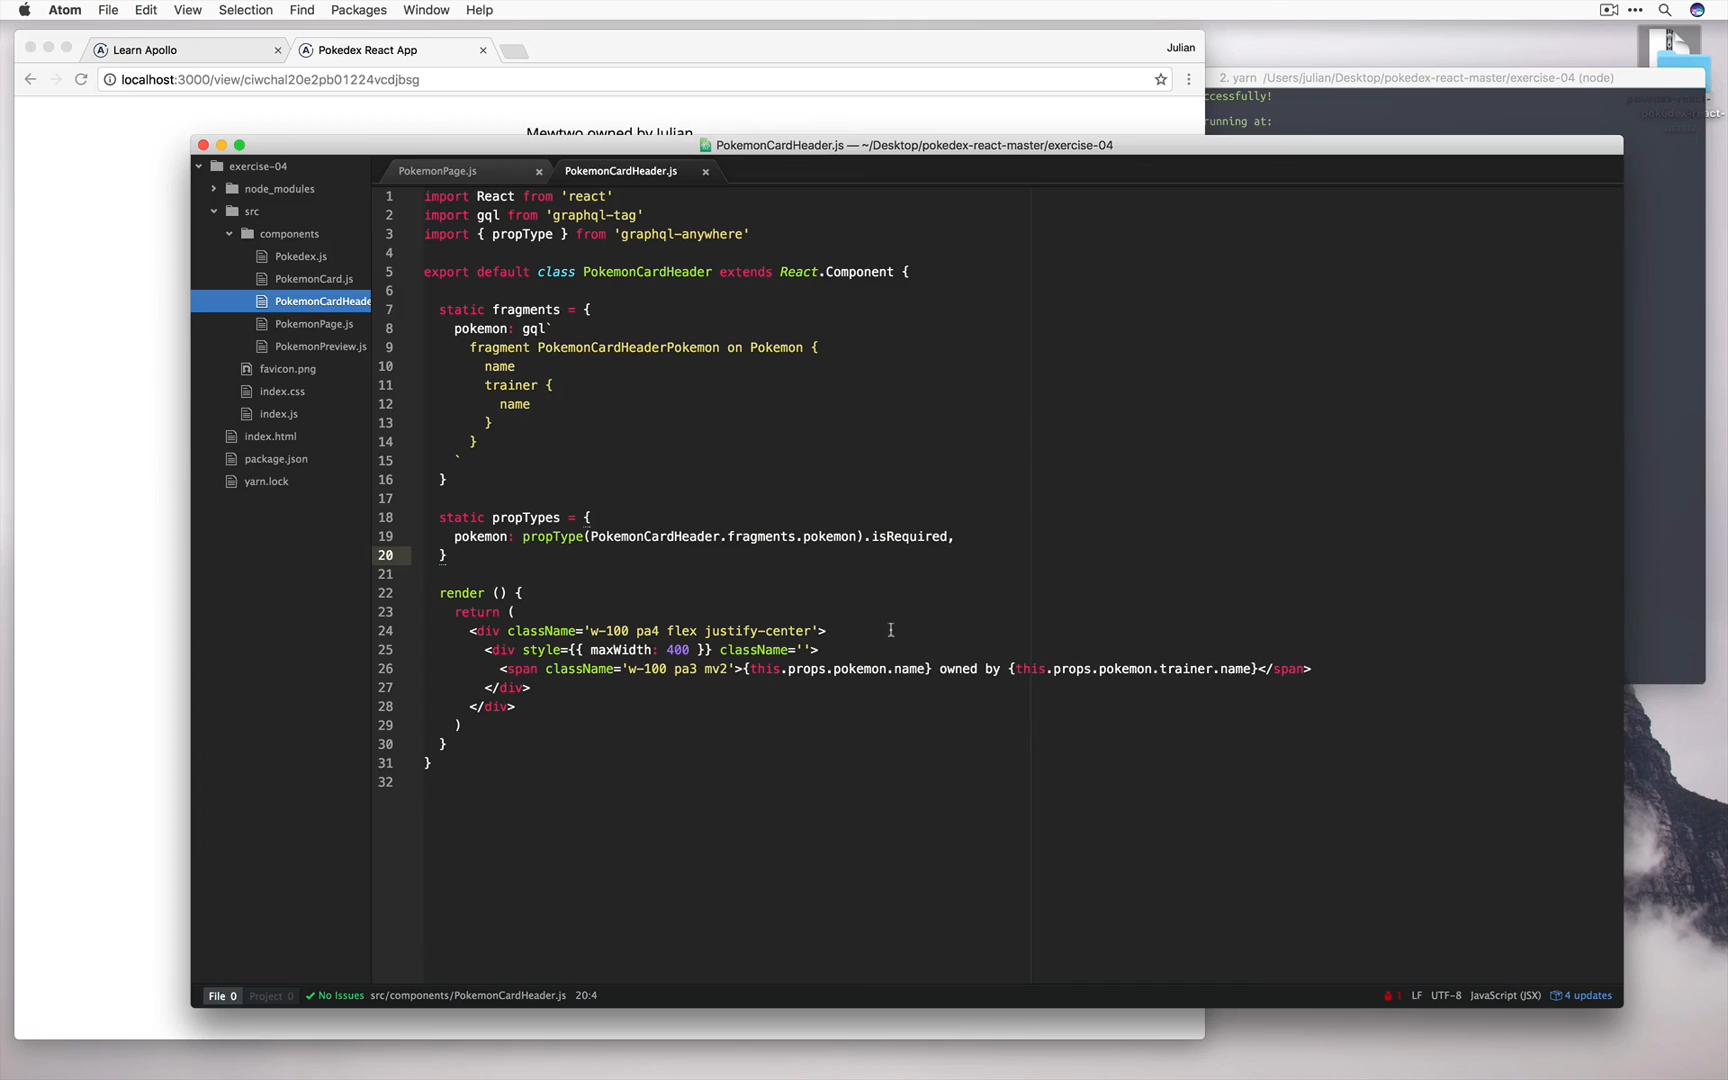 Atom File Edit View Selection Find Packages Window Help
Learn Apollo
Pokedex React App
Julian
localhost:3000/view/ciwchal20e2pb01224vcdjbsg
2. yarn /Users/julian/Desktop/pokedex-react-master/exercise-04 (node)
ccessfully!
running at:
Mewtwo owned by Julian
PokemonCardHeader.js — ~/Desktop/pokedex-react-master/exercise-04
exercise-04
node_modules
src
components
Pokedex.js
PokemonCard.js
PokemonCardHeade
PokemonPage.js
PokemonPreview.js
favicon.png
index.css
index.js
index.html
package.json
yarn.lock
PokemonPage.js
PokemonCardHeader.js
1 import React from 'react'
2 import gql from 'graphql-tag'
3 import { propType } from 'graphql-anywhere'
4
5 export default class PokemonCardHeader extends React.Component {
6
7 static fragments = {
8 pokemon: gql`
9 fragment PokemonCardHeaderPokemon on Pokemon {
10 name
11 trainer {
12 name
13 }
14 }
15 `
16 }
17
18 static propTypes = {
19 pokemon: propType(PokemonCardHeader.fragments.pokemon).isRequired,
20 }
21
22 render () {
23 return (
24 <div className='w-100 pa4 flex justify-center'>
25 <div style={{ maxWidth: 400 }} className=''>
26 <span className='w-100 pa3 mv2'>{this.props.pokemon.name} owned by {this.props.pokemon.trainer.name}</span>
27 </div>
28 </div>
29 )
30 }
31 }
32
File 0 Project 0 No Issues src/components/PokemonCardHeader.js 20:4
1 LF UTF-8 JavaScript (JSX) 4 updates